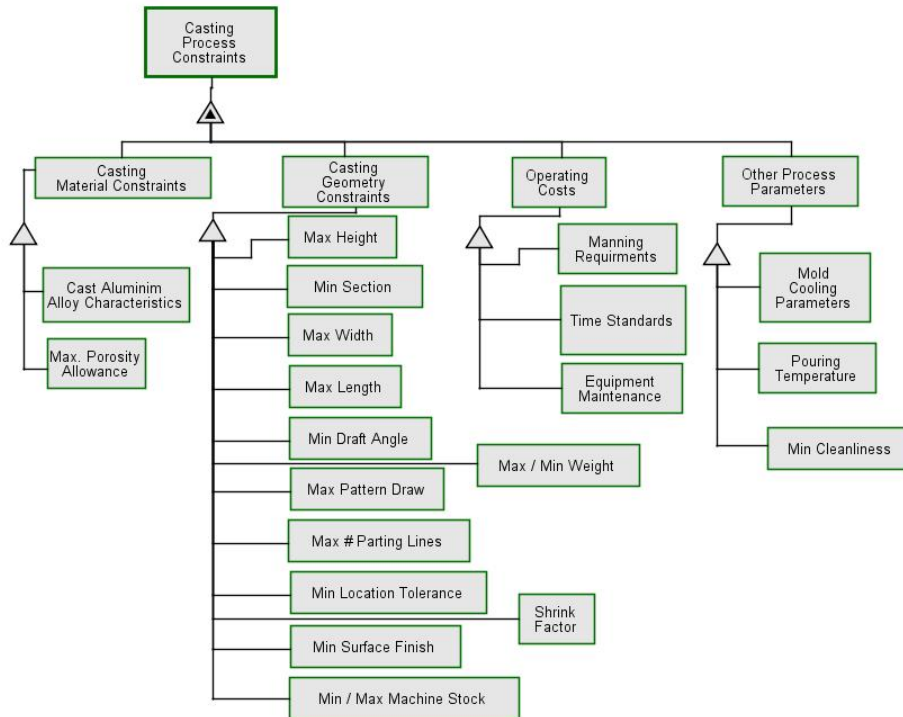 Casting
Process
Constraints
Casting
Material Constraints
Casting
Geometry
Constraints
Operating
Costs
Other Process
Parameters
Max Height
Manning
Requirments
Cast Aluminim
Alloy Characteristics
Min Section
Mold
Cooling
Parameters
Max Width
Time Standards
Max. Porosity
Allowance
Max Length
Equipment
Maintenance
Pouring
Temperature
Min Draft Angle
Min Cleanliness
Max / Min Weight
Max Pattern Draw
Max # Parting Lines
Min Location Tolerance
Shrink
Factor
Min Surface Finish
Min / Max Machine Stock